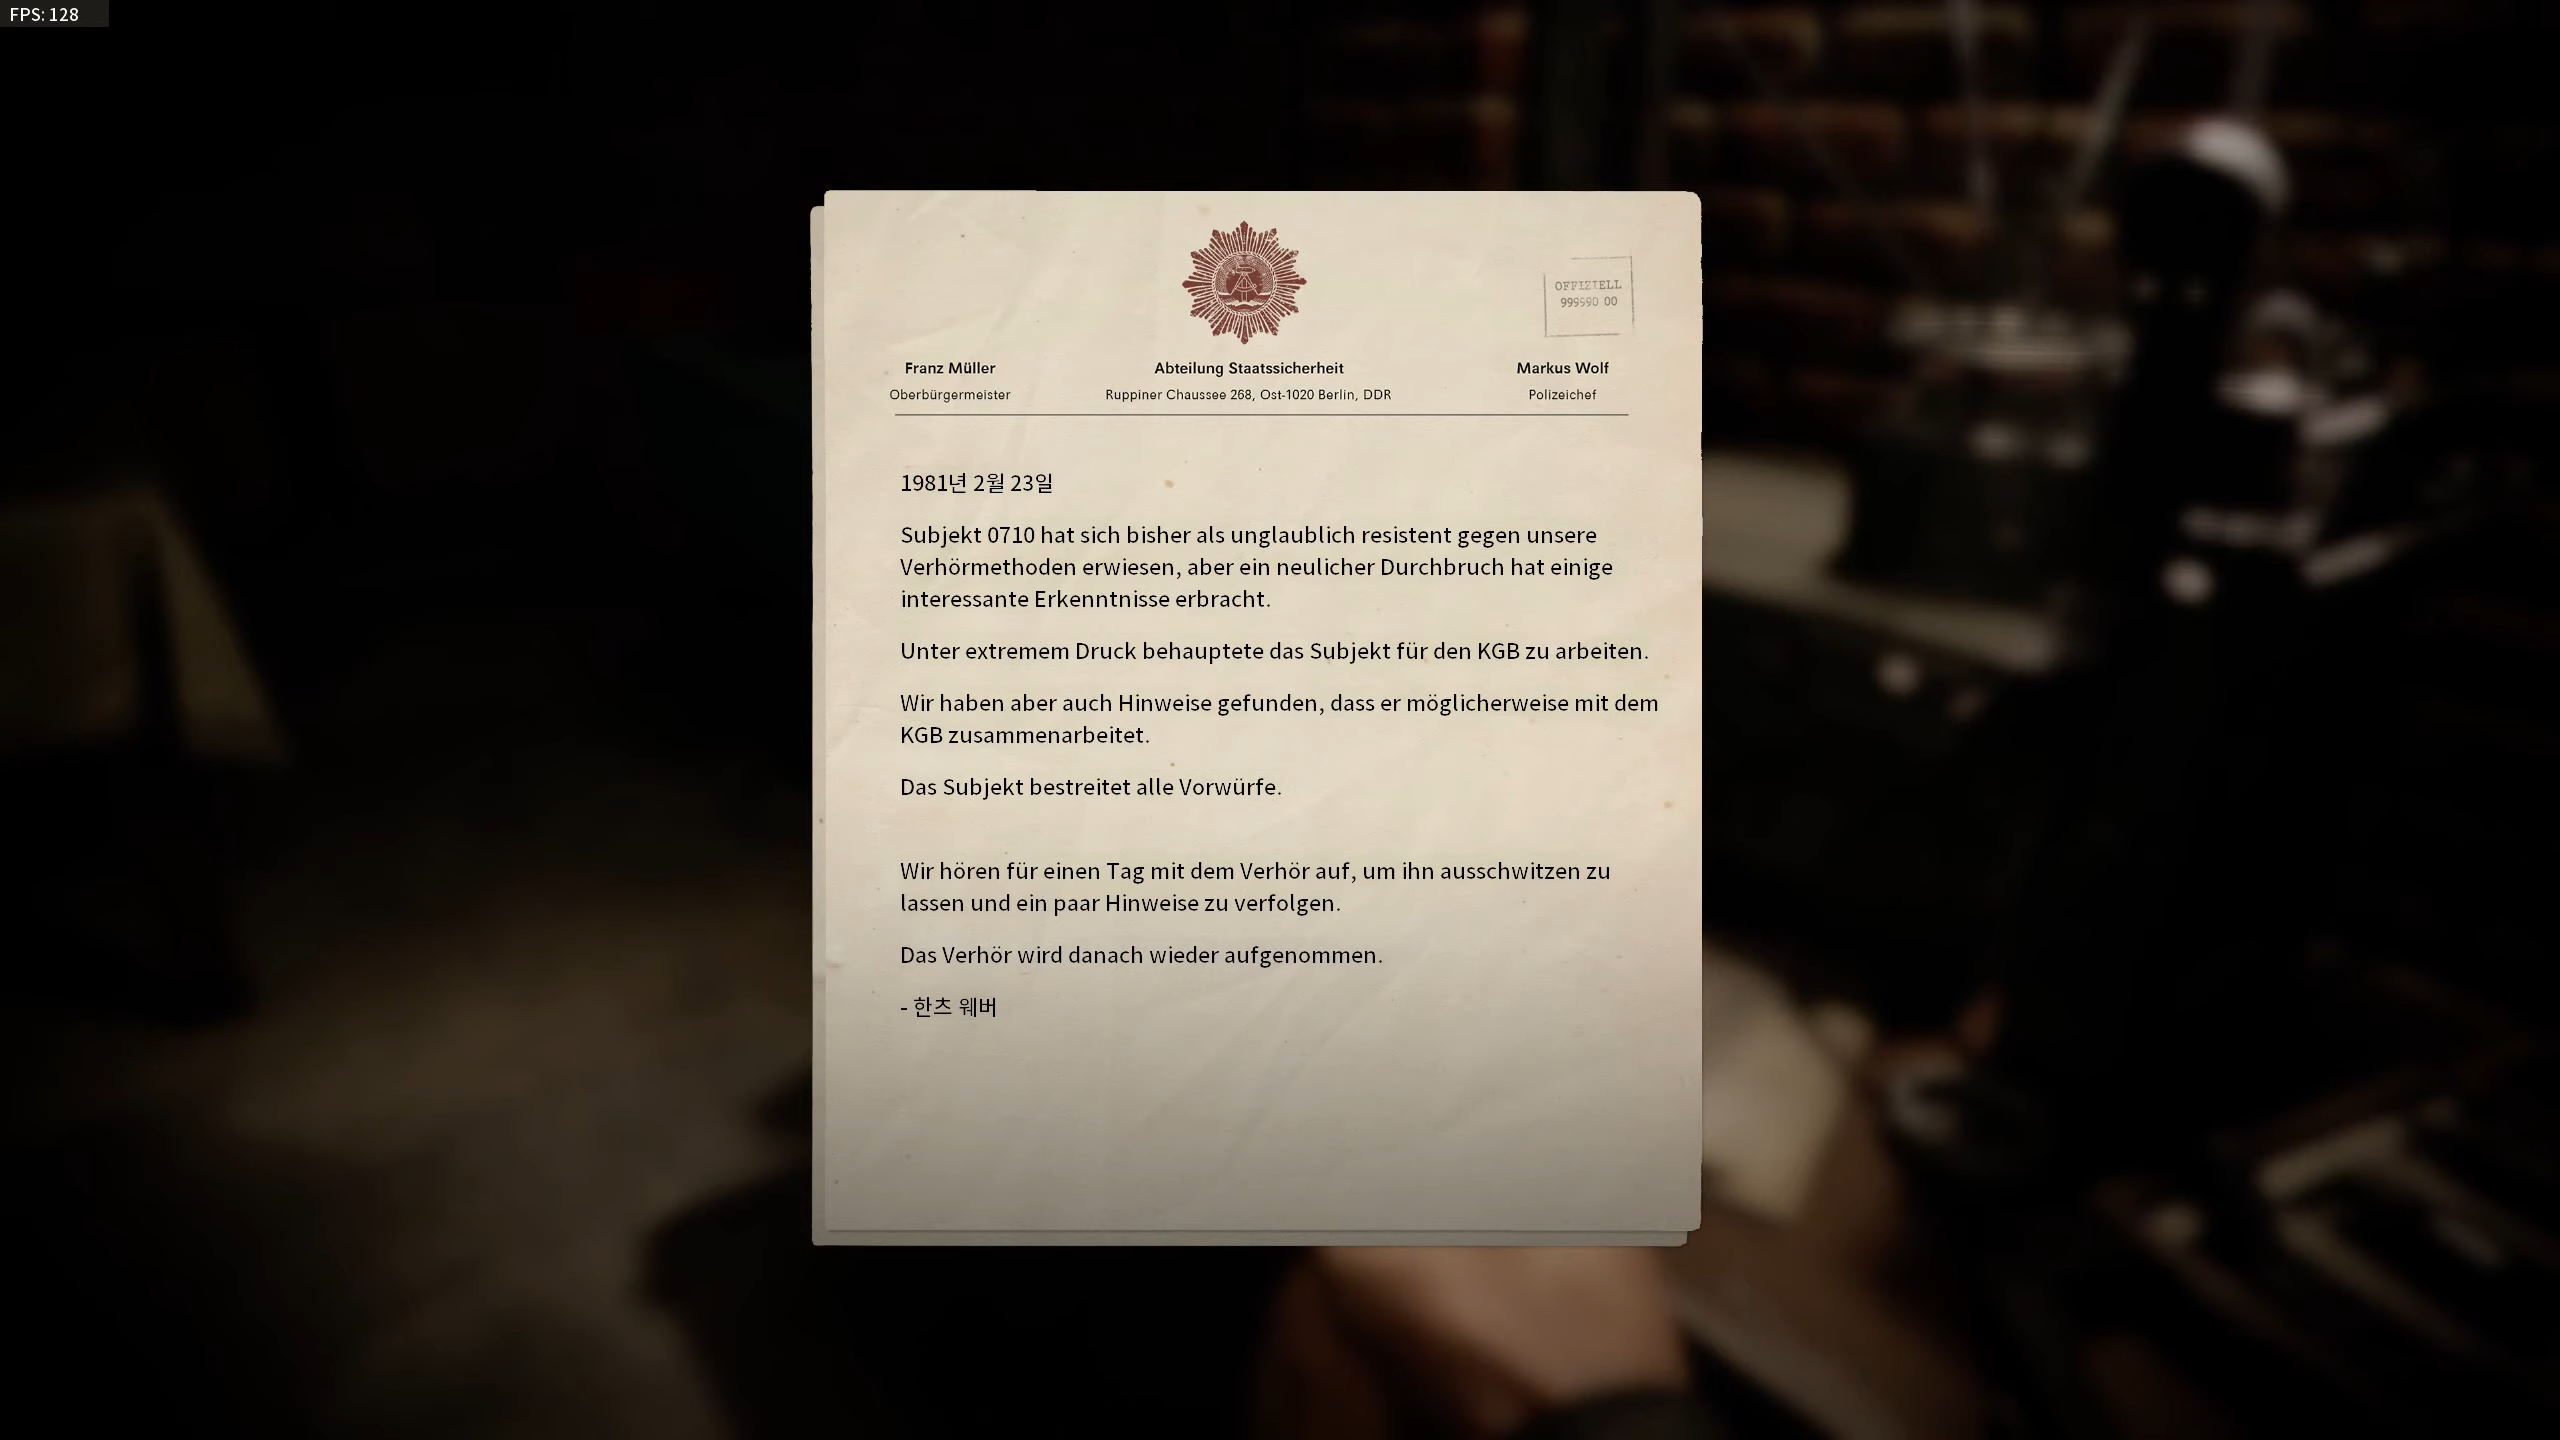 FPS: 128
OFFIZIELL
999990 00
Franz Müller
Oberbürgermeister
Abteilung Staatssicherheit
Ruppiner Chaussee 268, Ost-1020 Berlin, DDR
Markus Wolf
Polizeichef
1981년 2월 23일
Subjekt 0710 hat sich bisher als unglaublich resistent gegen unsere
Verhörmethoden erwiesen, aber ein neulicher Durchbruch hat einige
interessante Erkenntnisse erbracht.
Unter extremem Druck behauptete das Subjekt für den KGB zu arbeiten.
Wir haben aber auch Hinweise gefunden, dass er möglicherweise mit dem
KGB zusammenarbeitet.
Das Subjekt bestreitet alle Vorwürfe.
Wir hören für einen Tag mit dem Verhör auf, um ihn ausschwitzen zu
lassen und ein paar Hinweise zu verfolgen.
Das Verhör wird danach wieder aufgenommen.
- 한츠 웨버